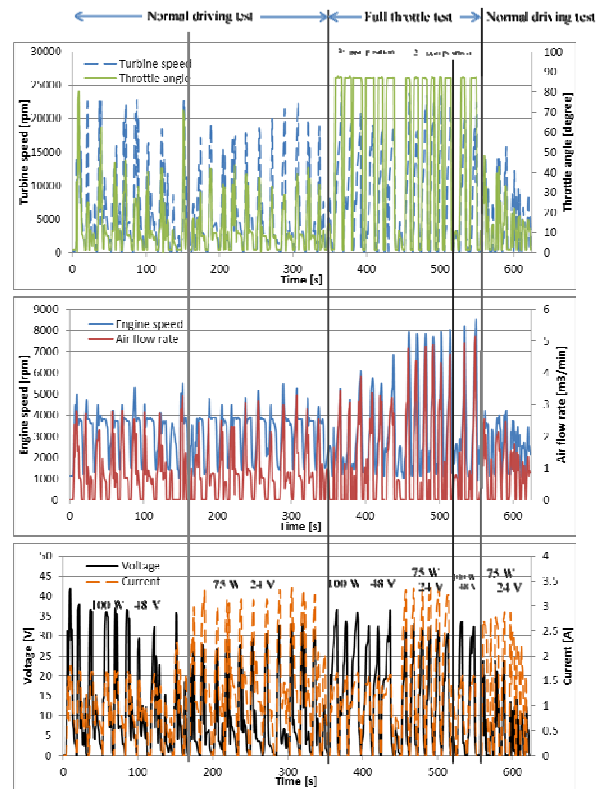 Normal driving test
Full throttle test
Normal driving test
Turbine speed [rpm]
30000
25000
20000
15000
10000
5000
0
Turbine speed
Throttle angle
100
90
80
70
60
50
40
30
20
10
0
Throttle angle [degree]
0 100 200 300 400 500 600
Time [s]
Engine speed [rpm]
9000
8000
7000
6000
5000
4000
3000
2000
1000
0
Engine speed
Air flow rate
6
5
4
3
2
1
0
Air flow rate [m3/min]
0 100 200 300 400 500 600
Time [s]
Voltage [V]
50
45
40
35
30
25
20
15
10
5
0
Voltage
Current
100 W 48 V
75 W 24 V
100 W 48 V
75 W
24 V
48 V
75 W
24 V
4
3.5
3
2.5
2
1.5
1
0.5
0
Current [A]
0 100 200 300 400 500 600
Time [s]